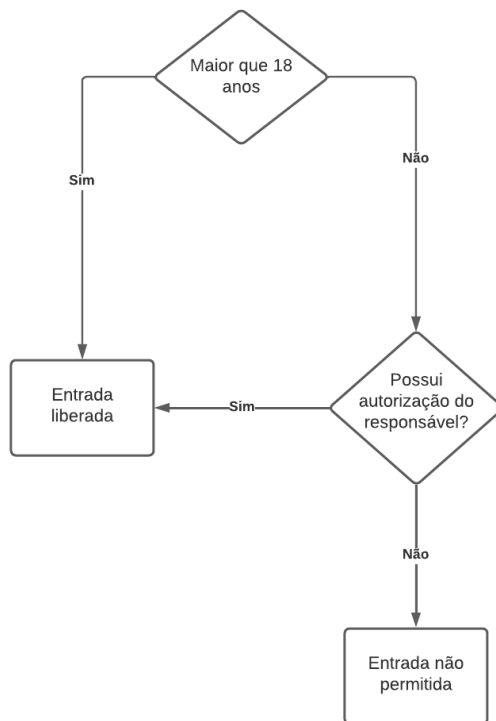 Maior que 18
anos
Sim
Não
Entrada
liberada
Sim
Possui
autorização do
responsável?
Não
Entrada não
permitida